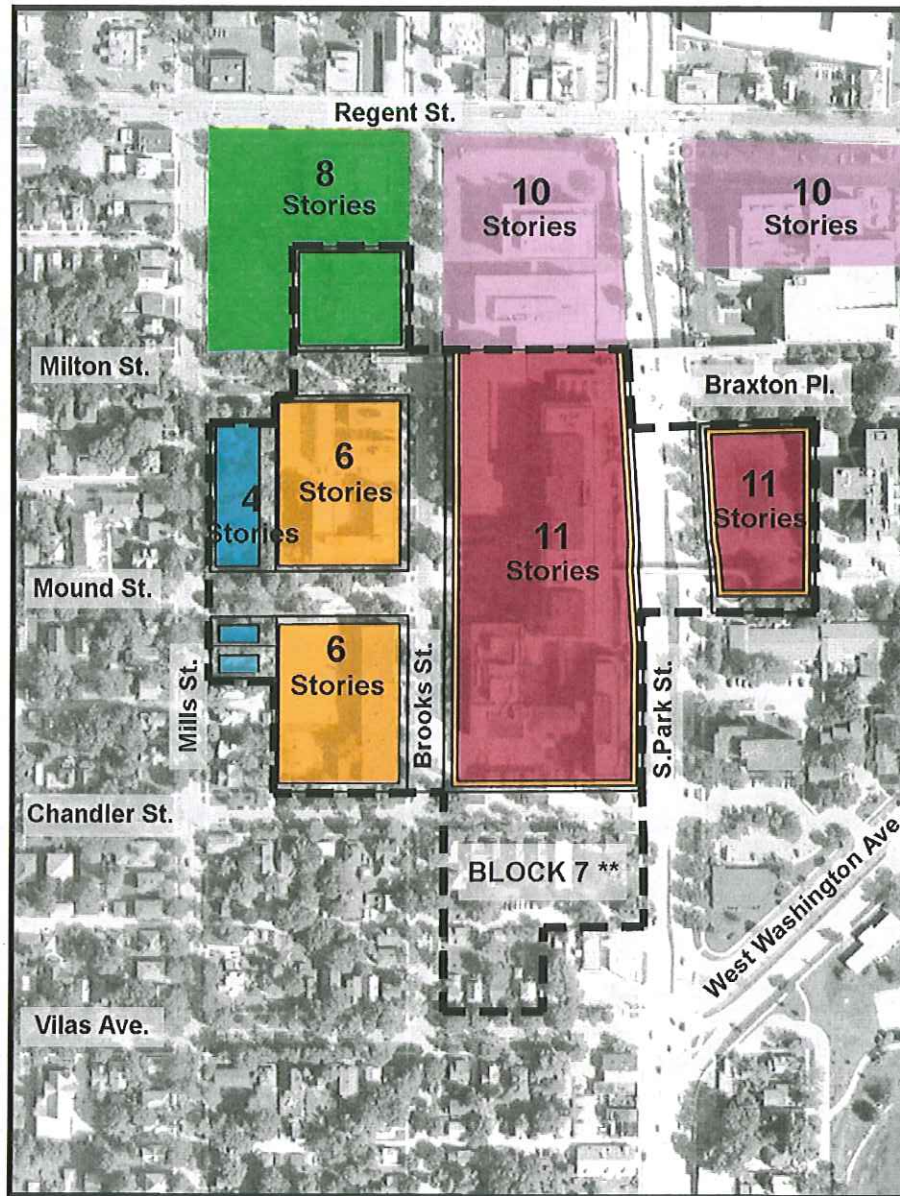 Regent St.
8
Stories
10
Stories
10
Stories
Milton St.
Braxton Pl.
6
Stories
4
Stories
11
Stories
11
Stories
Mound St.
6
Stories
Mills St.
Brooks St.
S.Park St.
Chandler St.
BLOCK 7 **
West Washington Ave
Vilas Ave.